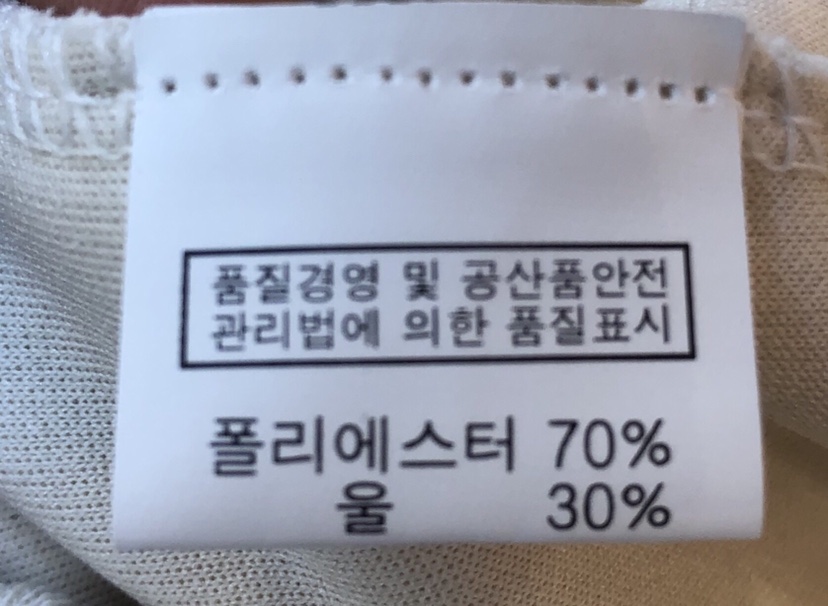 품질경영 및 공산품안전
관리법에 의한 품질표시
폴리에스터 70%
울 30%